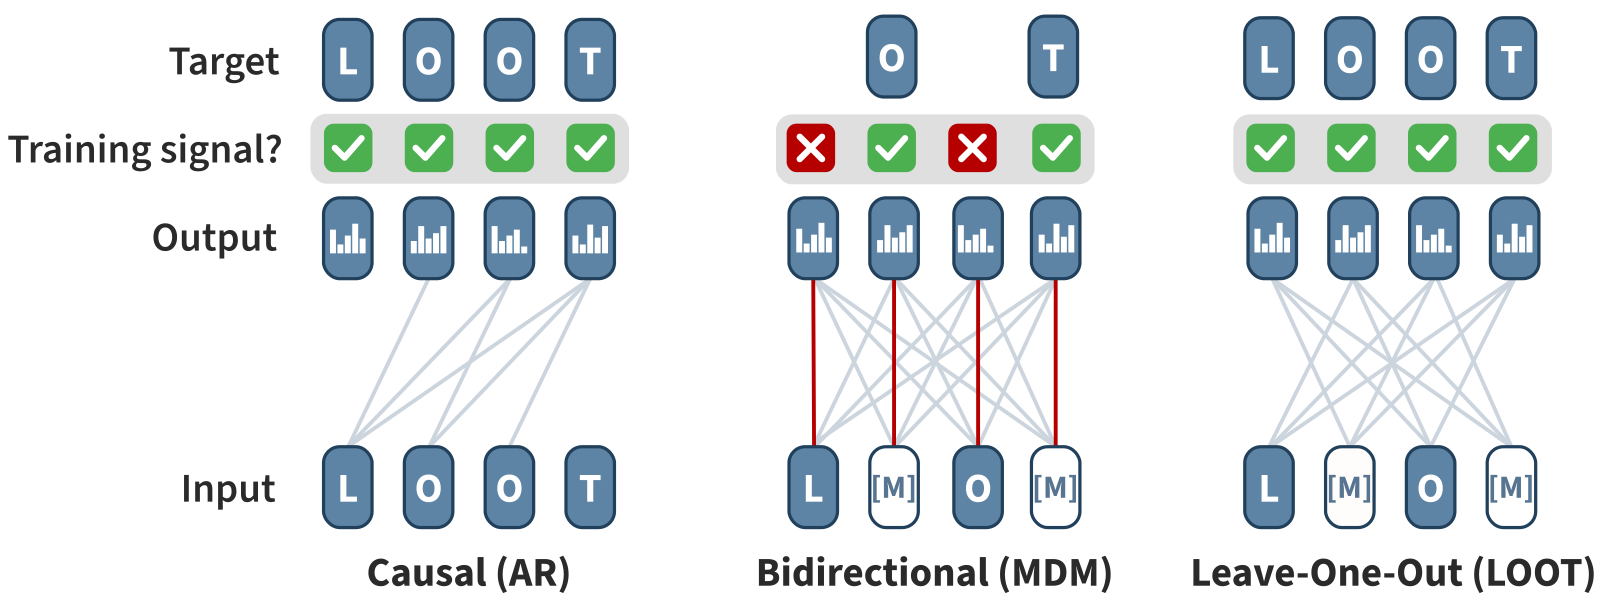 Target L O O T O T L O O T
Training signal?
Output
Input L O O T L [M] O [M] L [M] O [M]
Causal (AR) Bidirectional (MDM) Leave-One-Out (LOOT)